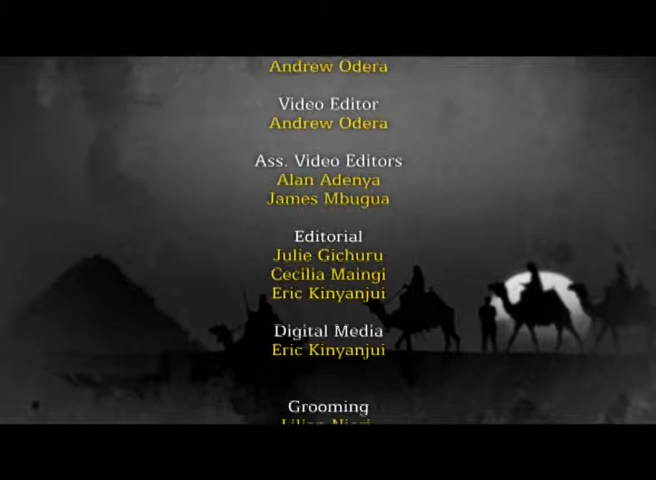 Andrew Odera
Video Editor
Andrew Odera
Ass. Video Editors
Alan Adenya
James Mbugua
Editorial
Julie Gichuru
Cecilia Maingi
Eric Kinyanjui
Digital Media
Eric Kinyanjui
Grooming